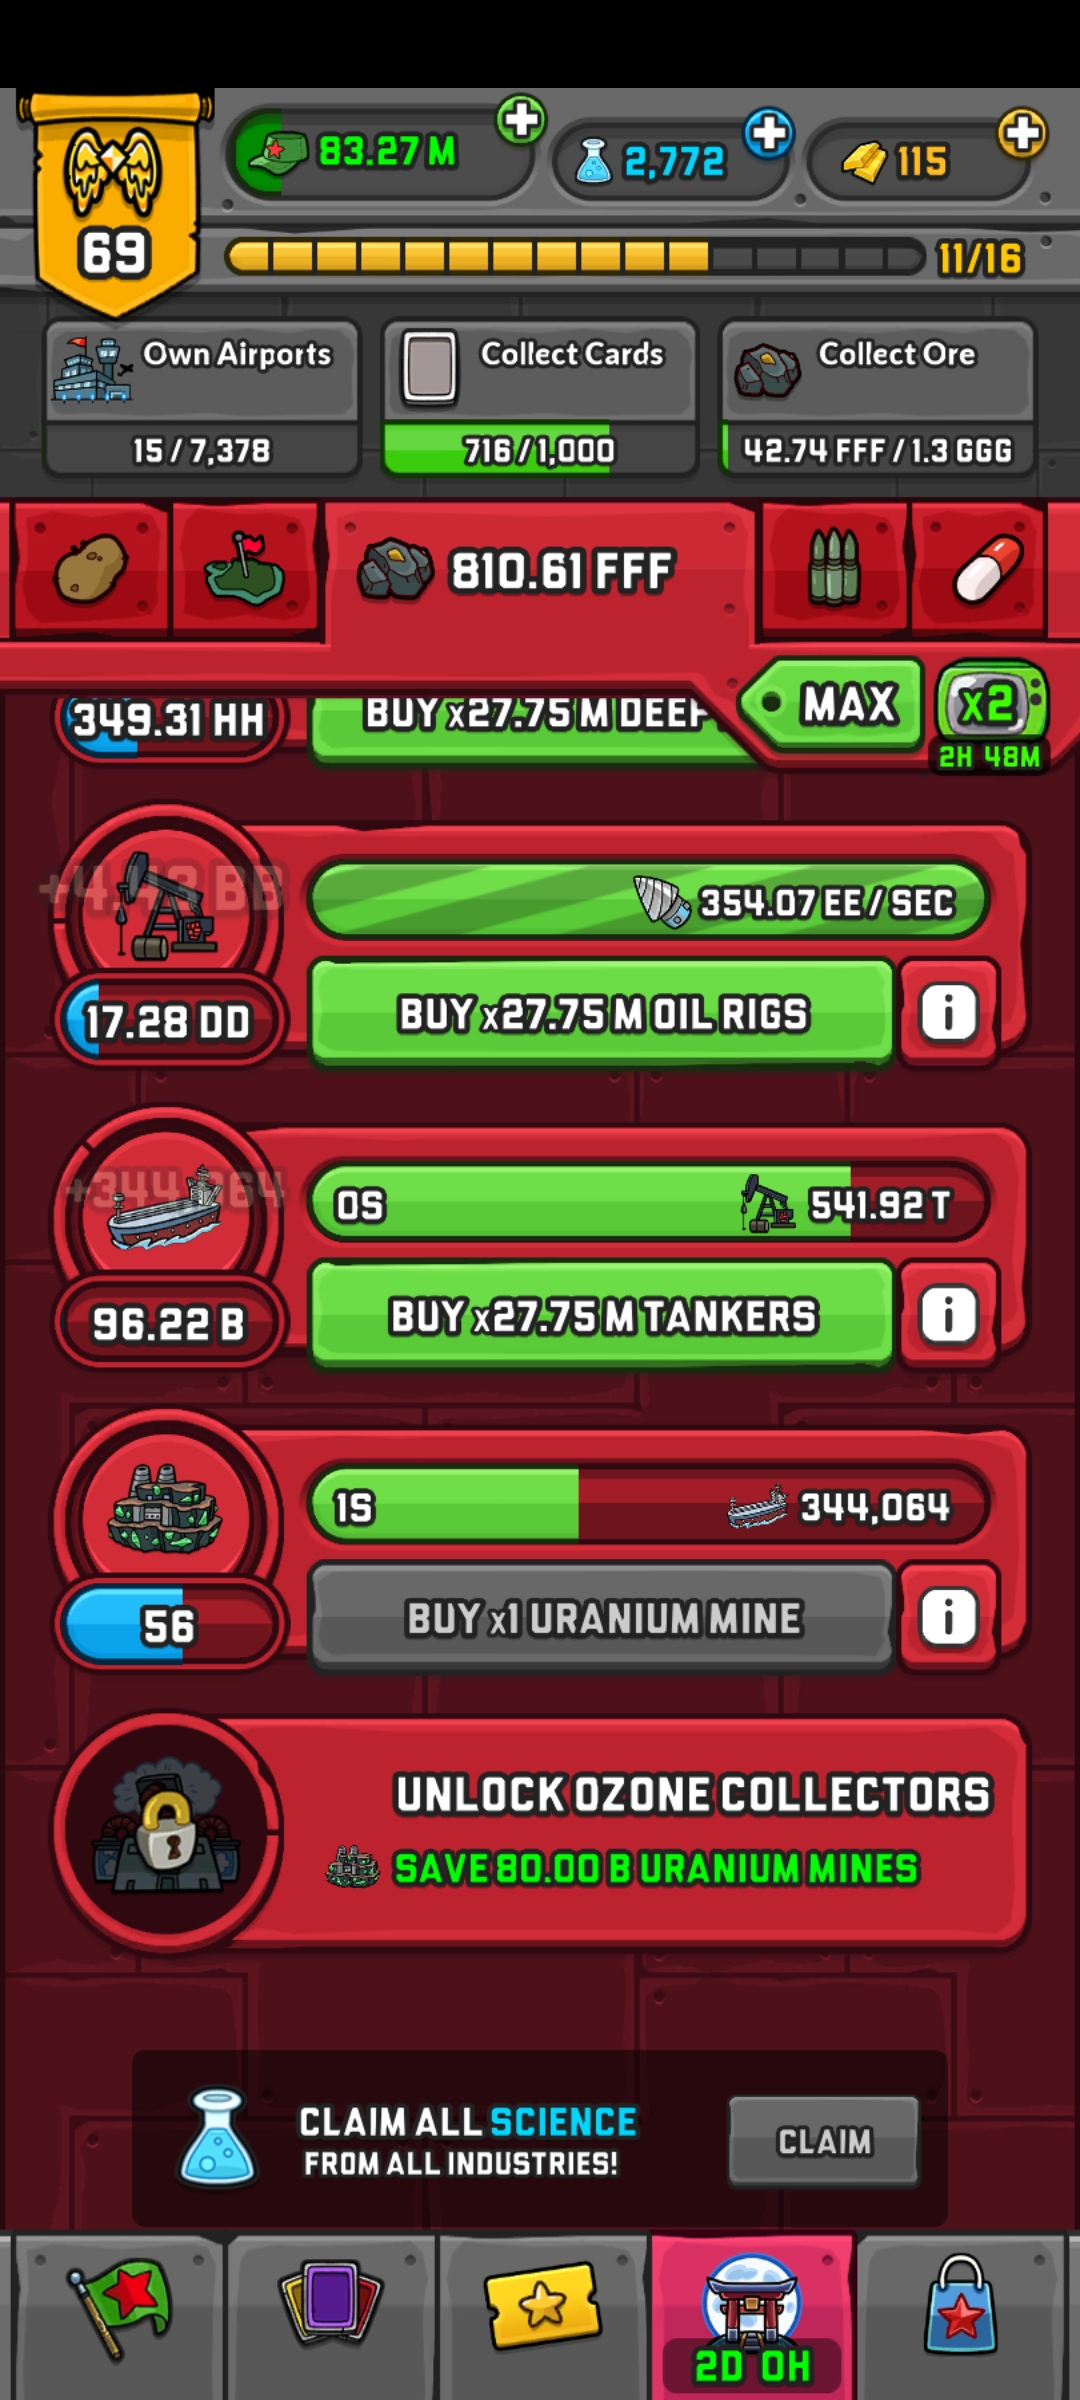 69
83.27 M
2,772
115
11/16
Own Airports
15 / 7,378
Collect Cards
716 / 1,000
Collect Ore
42.74 FFF / 1.3 GGG
810.61 FFF
MAX
x2
2H 48M
349.31 HH
BUY x27.75 M DEEP
354.07 EE / SEC
17.28 DD
BUY x27.75 M OIL RIGS
i
+344,064
0S
541.92 T
96.22 B
BUY x27.75 M TANKERS
i
1S
344,064
56
BUY x1 URANIUM MINE
i
UNLOCK OZONE COLLECTORS
SAVE 80.00 B URANIUM MINES
CLAIM ALL SCIENCE
FROM ALL INDUSTRIES!
CLAIM
2D 0H